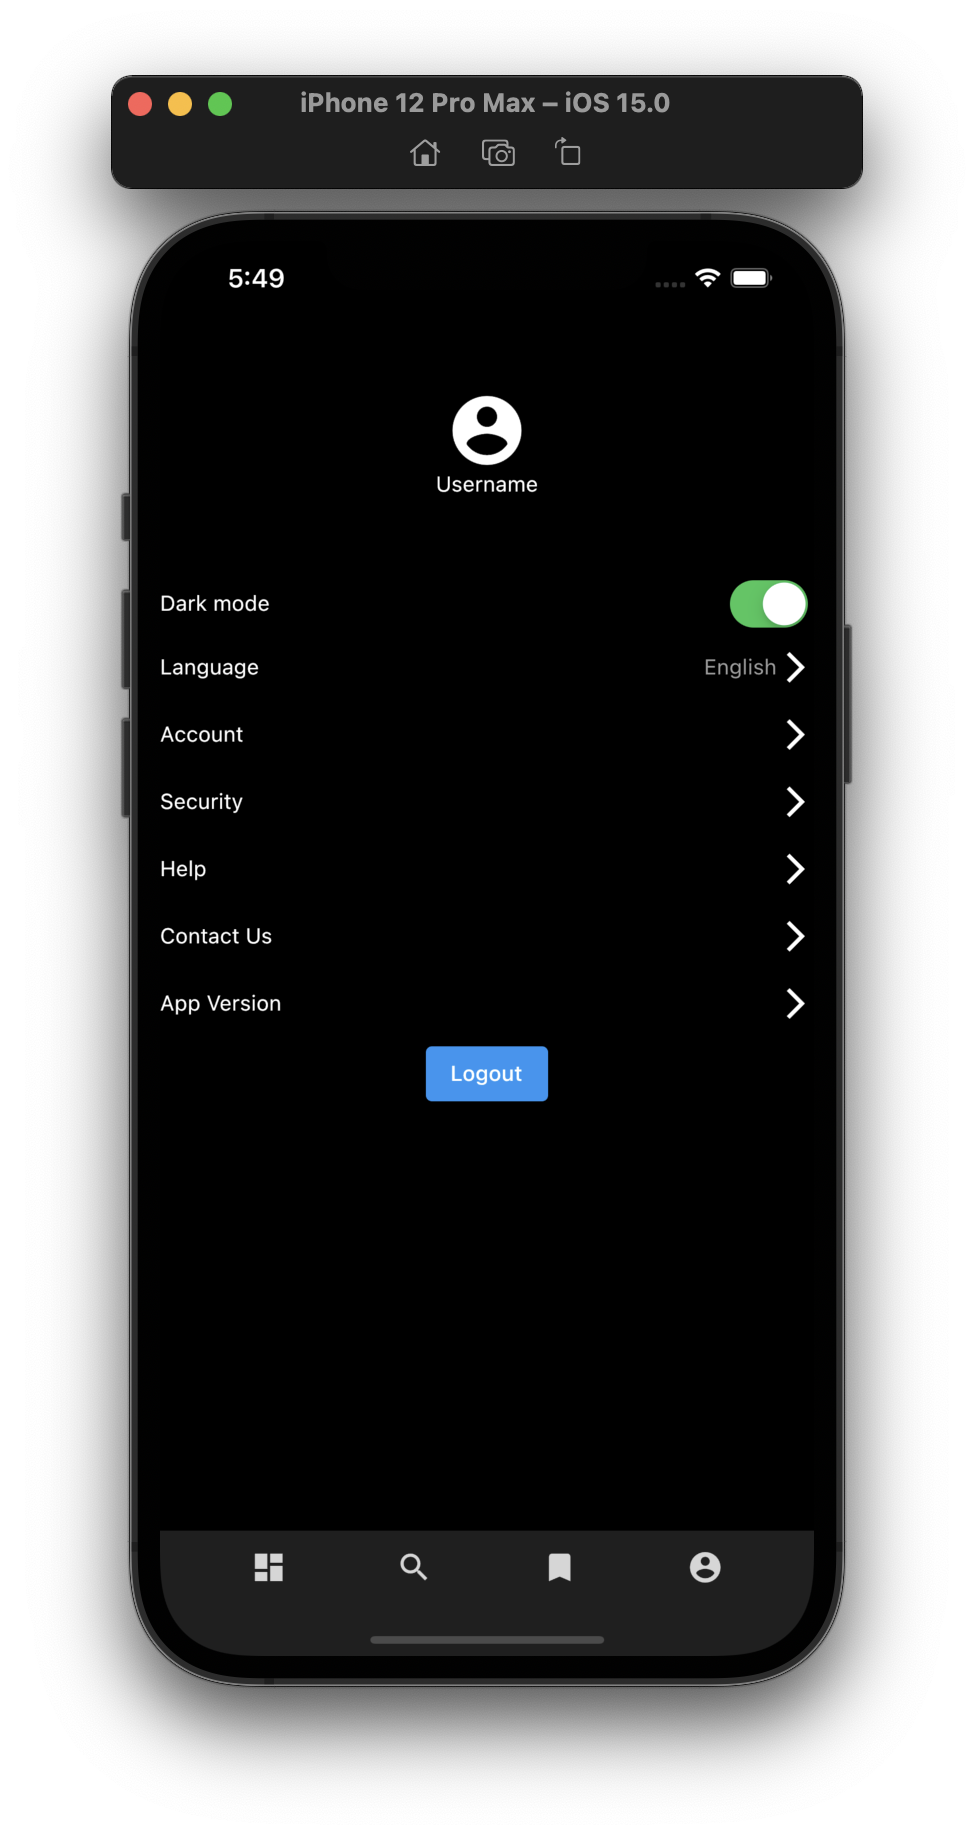 iPhone 12 Pro Max – iOS 15.0
5:49
Username
Dark mode
Language English
Account
Security
Help
Contact Us
App Version
Logout